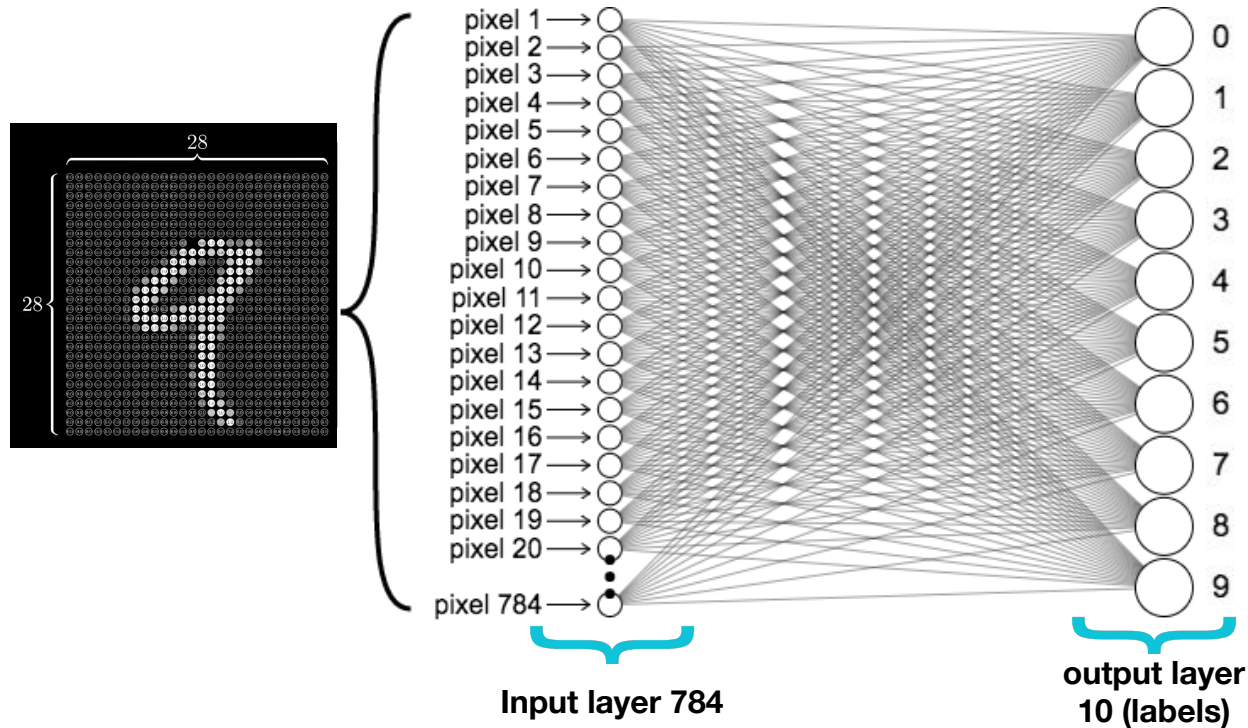 28
28
pixel 1
pixel 2
pixel 3
pixel 4
pixel 5
pixel 6
pixel 7
pixel 8
pixel 9
pixel 10
pixel 11
pixel 12
pixel 13
pixel 14
pixel 15
pixel 16
pixel 17
pixel 18
pixel 19
pixel 20
pixel 784
0
1
2
3
4
5
6
7
8
9
Input layer 784
output layer
10 (labels)